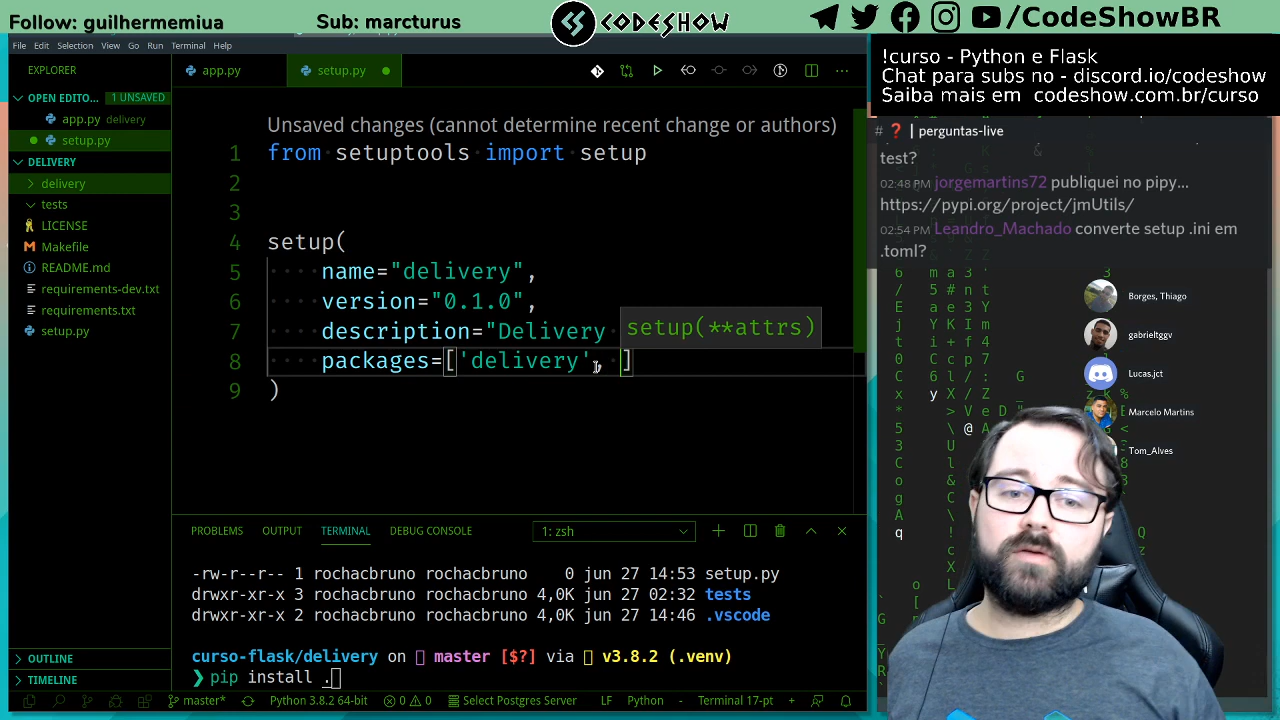 Follow: guilhermemiua
Sub: marcturus
CODESHOW
/CodeShowBR
File Edit Selection View Go Run Terminal Help
EXPLORER
OPEN EDITO... 1 UNSAVED
app.py delivery
setup.py
DELIVERY
delivery
tests
LICENSE
Makefile
README.md
requirements-dev.txt
requirements.txt
setup.py
OUTLINE
TIMELINE
app.py
setup.py
Unsaved changes (cannot determine recent change or authors)
1 from setuptools import setup
2
3
4 setup(
5 name="delivery",
6 version="0.1.0",
7 description="Delivery
setup(**attrs)
8 packages=['delivery', ]
9 )
PROBLEMS OUTPUT TERMINAL DEBUG CONSOLE 1: zsh
-rw-r--r-- 1 rochacbruno rochacbruno 0 jun 27 14:53 setup.py
drwxr-xr-x 3 rochacbruno rochacbruno 4,0K jun 27 02:32 tests
drwxr-xr-x 2 rochacbruno rochacbruno 4,0K jun 27 14:46 .vscode
curso-flask/delivery on master [$?] via v3.8.2 (.venv)
❯ pip install .
master* Python 3.8.2 64-bit 0 0 Select Postgres Server LF Python - Terminal 17-pt
!curso - Python e Flask
Chat para subs no - discord.io/codeshow
Saiba mais em codeshow.com.br/curso
# ❓ | perguntas-live
test?
02:48 PM jorgemartins72 publiquei no pipy...
https://pypi.org/project/jmUtils/
02:54 PM Leandro_Machado converte setup .ini em
.toml?
Borges, Thiago
gabrieltggv
Lucas.jct
Marcelo Martins
Tom_Alves